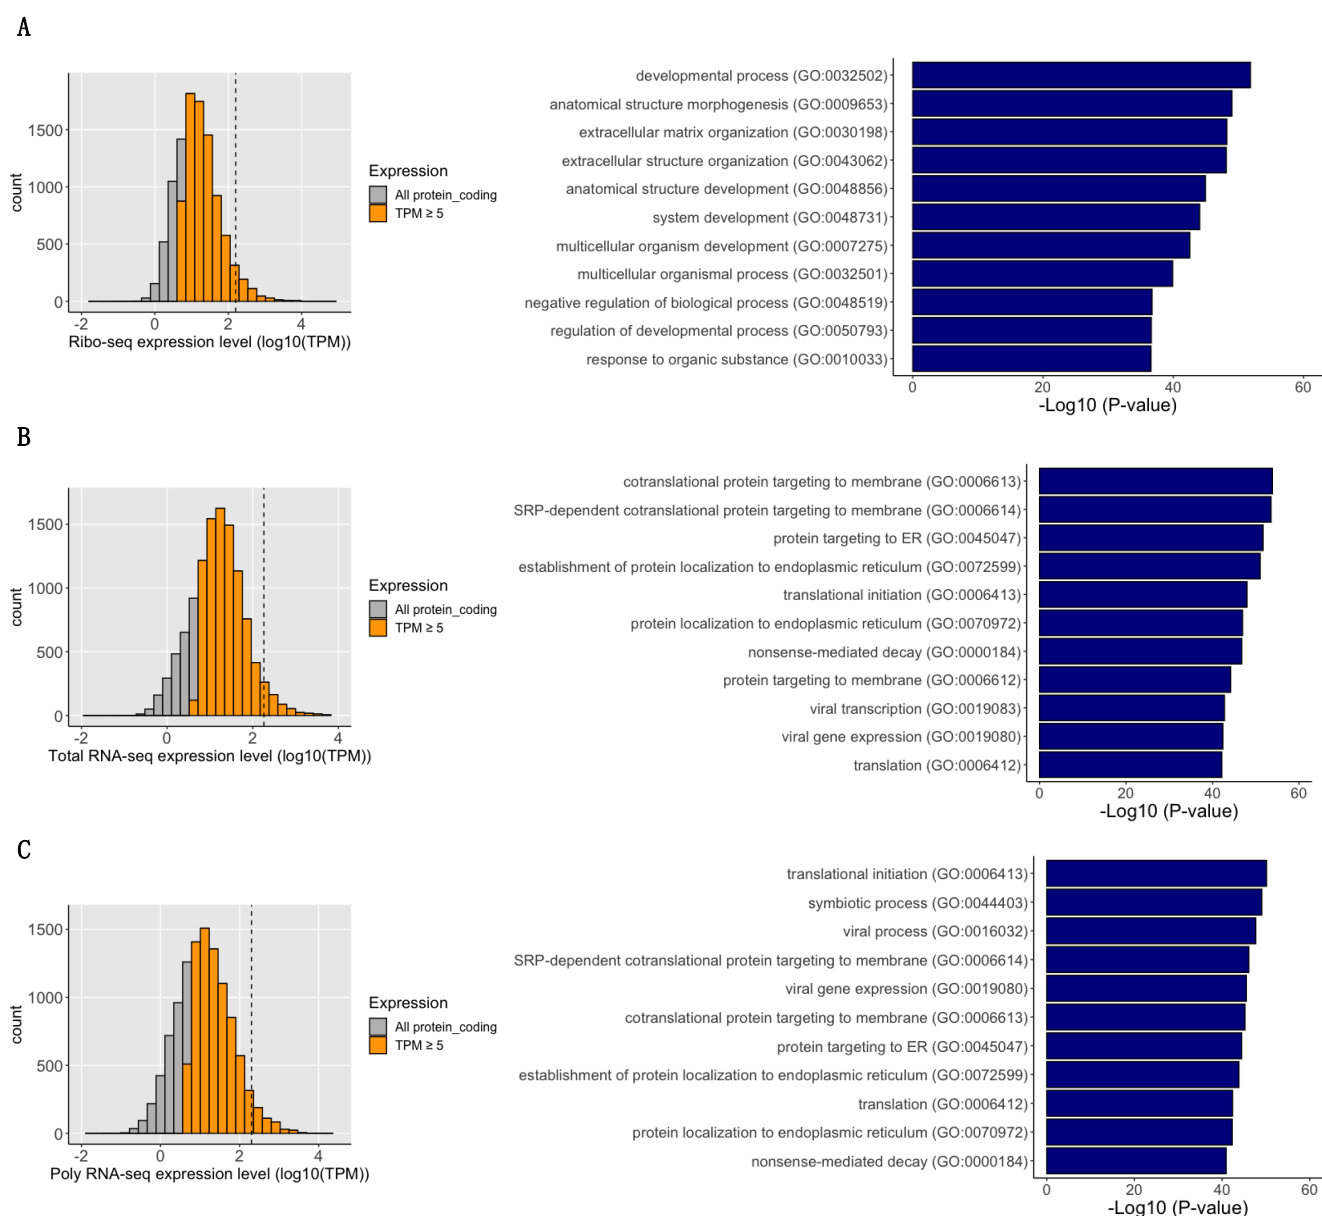 A
1500
1000
500
0
count
-2 0 2 4
Ribo-seq expression level (log10(TPM))
Expression
All protein_coding
TPM ≥ 5
developmental process (GO:0032502)
anatomical structure morphogenesis (GO:0009653)
extracellular matrix organization (GO:0030198)
extracellular structure organization (GO:0043062)
anatomical structure development (GO:0048856)
system development (GO:0048731)
multicellular organism development (GO:0007275)
multicellular organismal process (GO:0032501)
negative regulation of biological process (GO:0048519)
regulation of developmental process (GO:0050793)
response to organic substance (GO:0010033)
0 20 40 60
-Log10 (P-value)
B
1500
1000
500
0
count
-2 0 2 4
Total RNA-seq expression level (log10(TPM))
Expression
All protein_coding
TPM ≥ 5
cotranslational protein targeting to membrane (GO:0006613)
SRP-dependent cotranslational protein targeting to membrane (GO:0006614)
protein targeting to ER (GO:0045047)
establishment of protein localization to endoplasmic reticulum (GO:0072599)
translational initiation (GO:0006413)
protein localization to endoplasmic reticulum (GO:0070972)
nonsense-mediated decay (GO:0000184)
protein targeting to membrane (GO:0006612)
viral transcription (GO:0019083)
viral gene expression (GO:0019080)
translation (GO:0006412)
0 20 40 60
-Log10 (P-value)
C
1500
1000
500
0
count
-2 0 2 4
Poly RNA-seq expression level (log10(TPM))
Expression
All protein_coding
TPM ≥ 5
translational initiation (GO:0006413)
symbiotic process (GO:0044403)
viral process (GO:0016032)
SRP-dependent cotranslational protein targeting to membrane (GO:0006614)
viral gene expression (GO:0019080)
cotranslational protein targeting to membrane (GO:0006613)
protein targeting to ER (GO:0045047)
establishment of protein localization to endoplasmic reticulum (GO:0072599)
translation (GO:0006412)
protein localization to endoplasmic reticulum (GO:0070972)
nonsense-mediated decay (GO:0000184)
0 20 40 60
-Log10 (P-value)